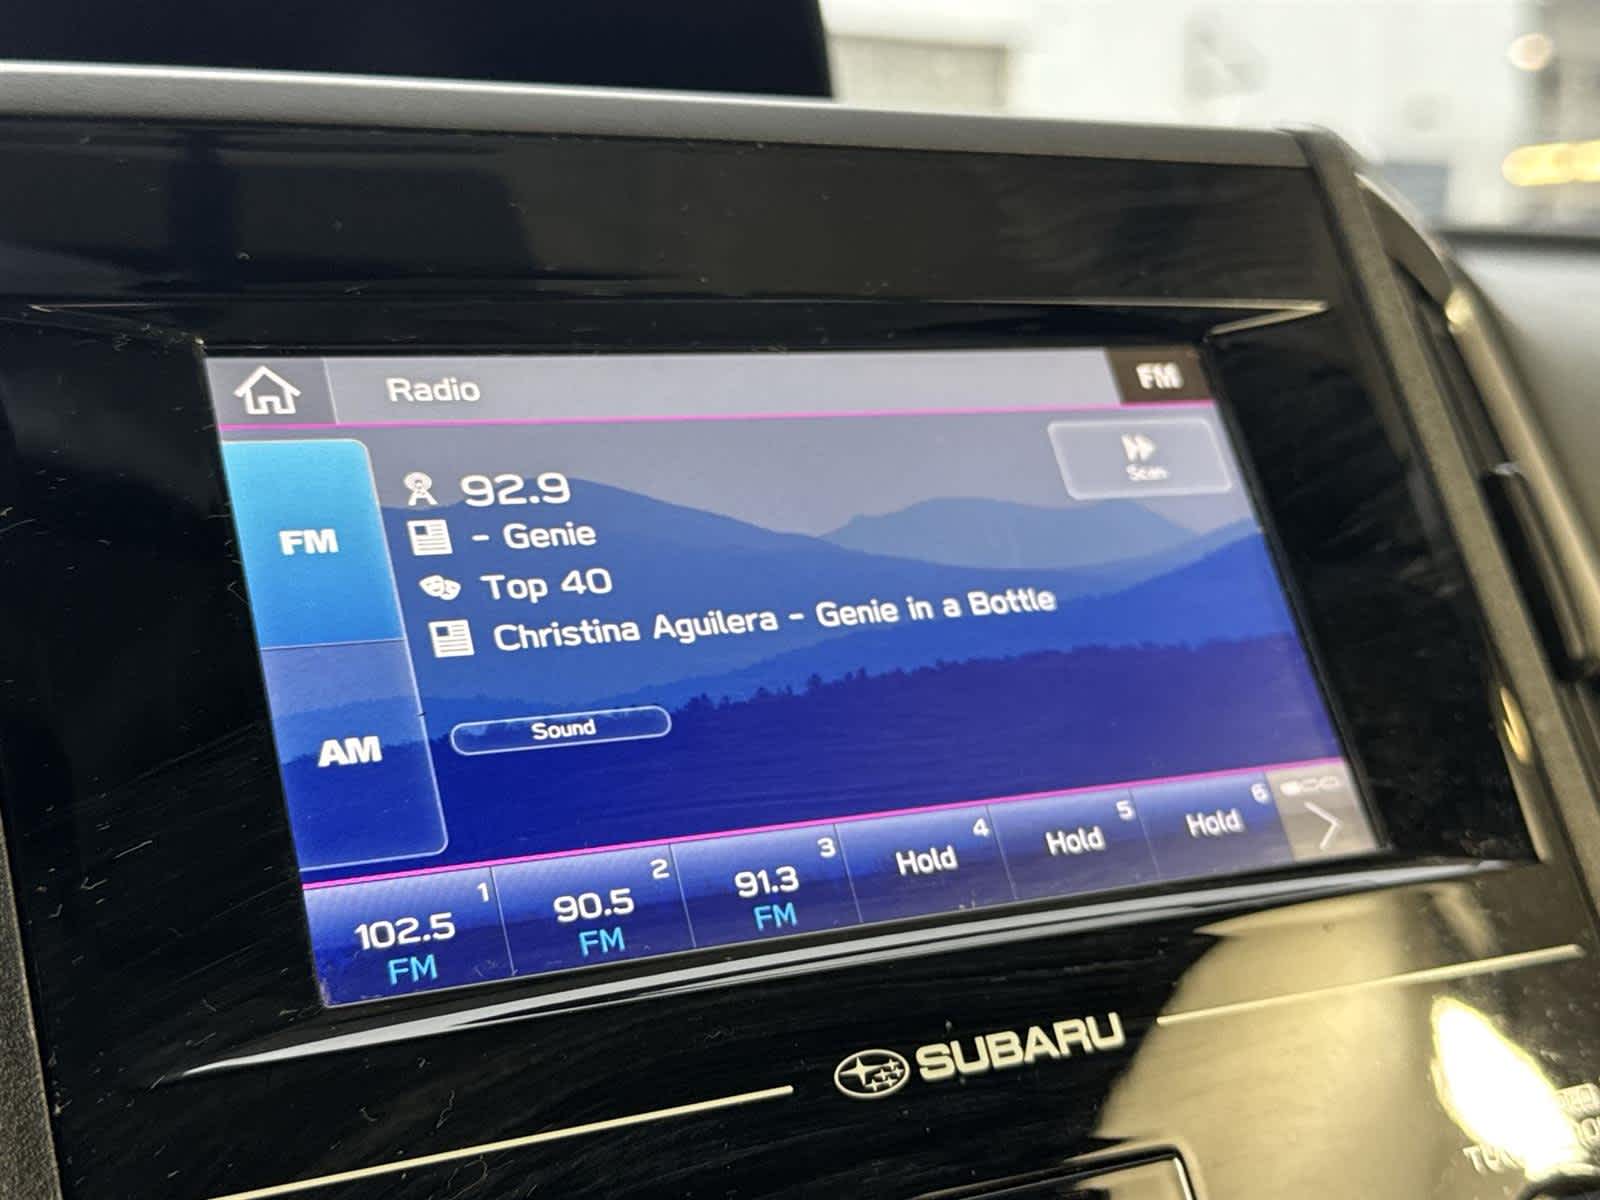 Radio
FM
Scan
92.9
- Genie
Top 40
Christina Aguilera - Genie in a Bottle
FM
AM
Sound
1
102.5
FM
2
90.5
FM
3
91.3
FM
4
Hold
5
Hold
6
Hold
SUBARU